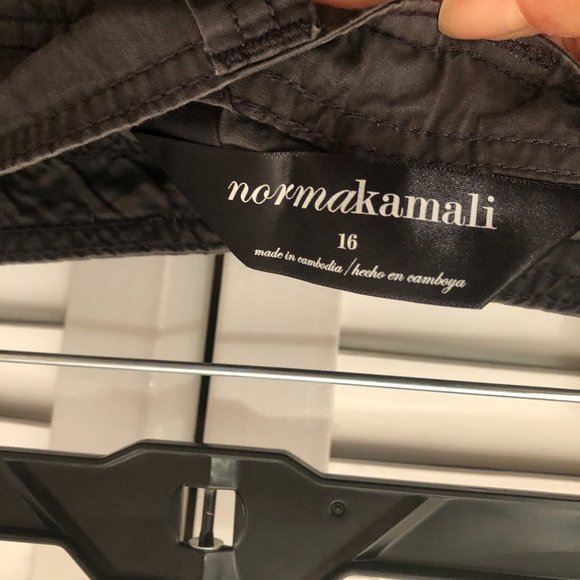 normakamali
16
made in cambodia / hecho en camboya